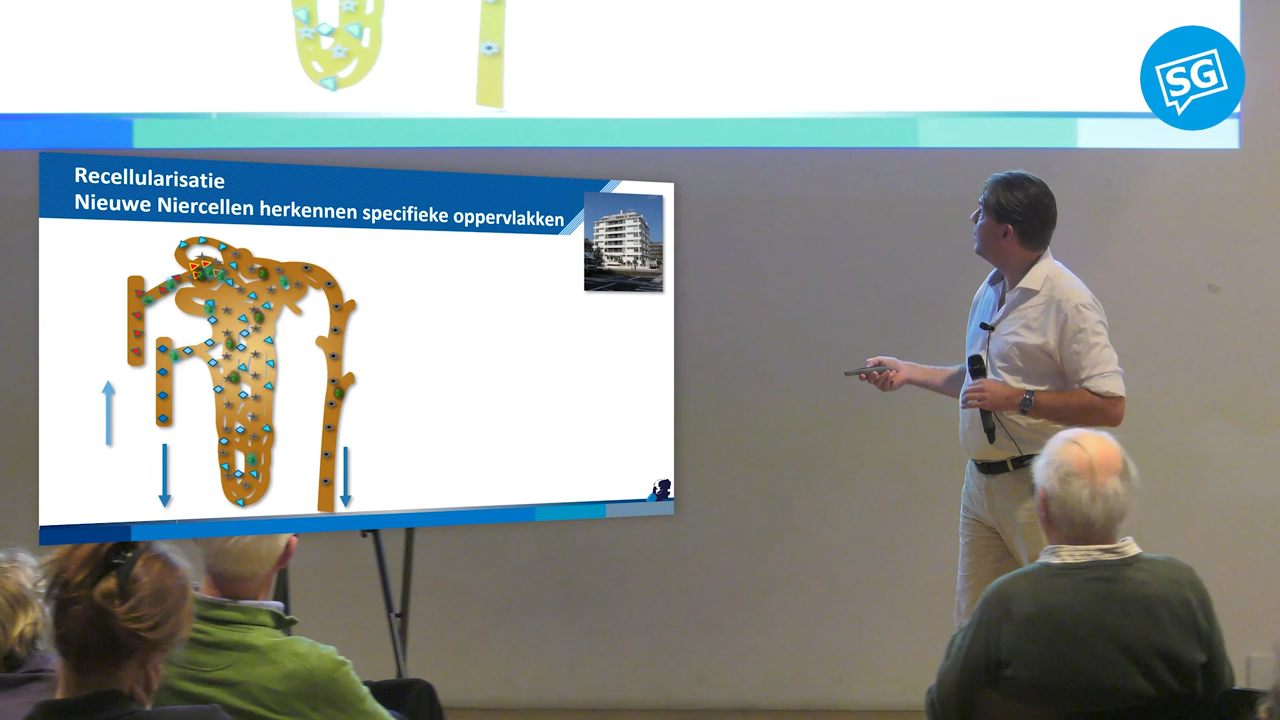 SG
Recellularisatie
Nieuwe Niercellen herkennen specifieke oppervlakken